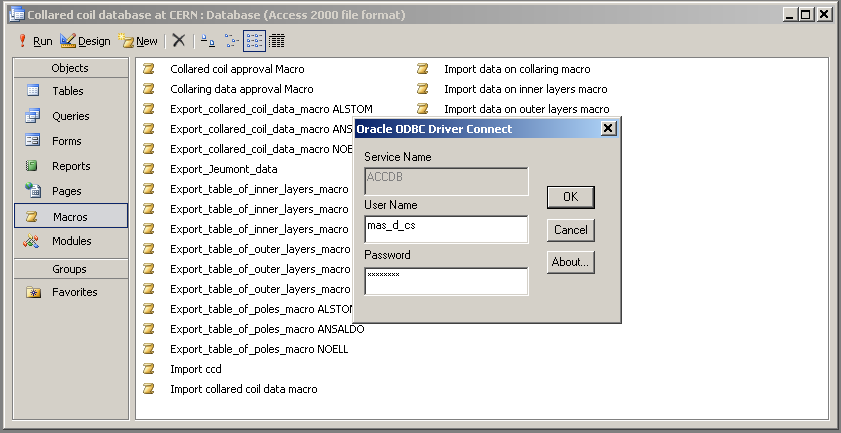 Collared coil database at CERN : Database (Access 2000 file format)
Run Design New
Objects
Tables
Queries
Forms
Reports
Pages
Macros
Modules
Groups
Favorites
Collared coil approval Macro
Collaring data approval Macro
Export_collared_coil_data_macro ALSTOM
Export_collared_coil_data_macro ANS
Export_collared_coil_data_macro NOE
Export_Jeumont_data
Export_table_of_inner_layers_macro
Export_table_of_inner_layers_macro
Export_table_of_inner_layers_macro
Export_table_of_outer_layers_macro
Export_table_of_outer_layers_macro
Export_table_of_outer_layers_macro
Export_table_of_poles_macro ALSTOM
Export_table_of_poles_macro ANSALDO
Export_table_of_poles_macro NOELL
Import ccd
Import collared coil data macro
Import data on collaring macro
Import data on inner layers macro
Import data on outer layers macro
Oracle ODBC Driver Connect
Service Name
ACCDB
User Name
mas_d_cs
Password
xxxxxxxx
OK
Cancel
About...